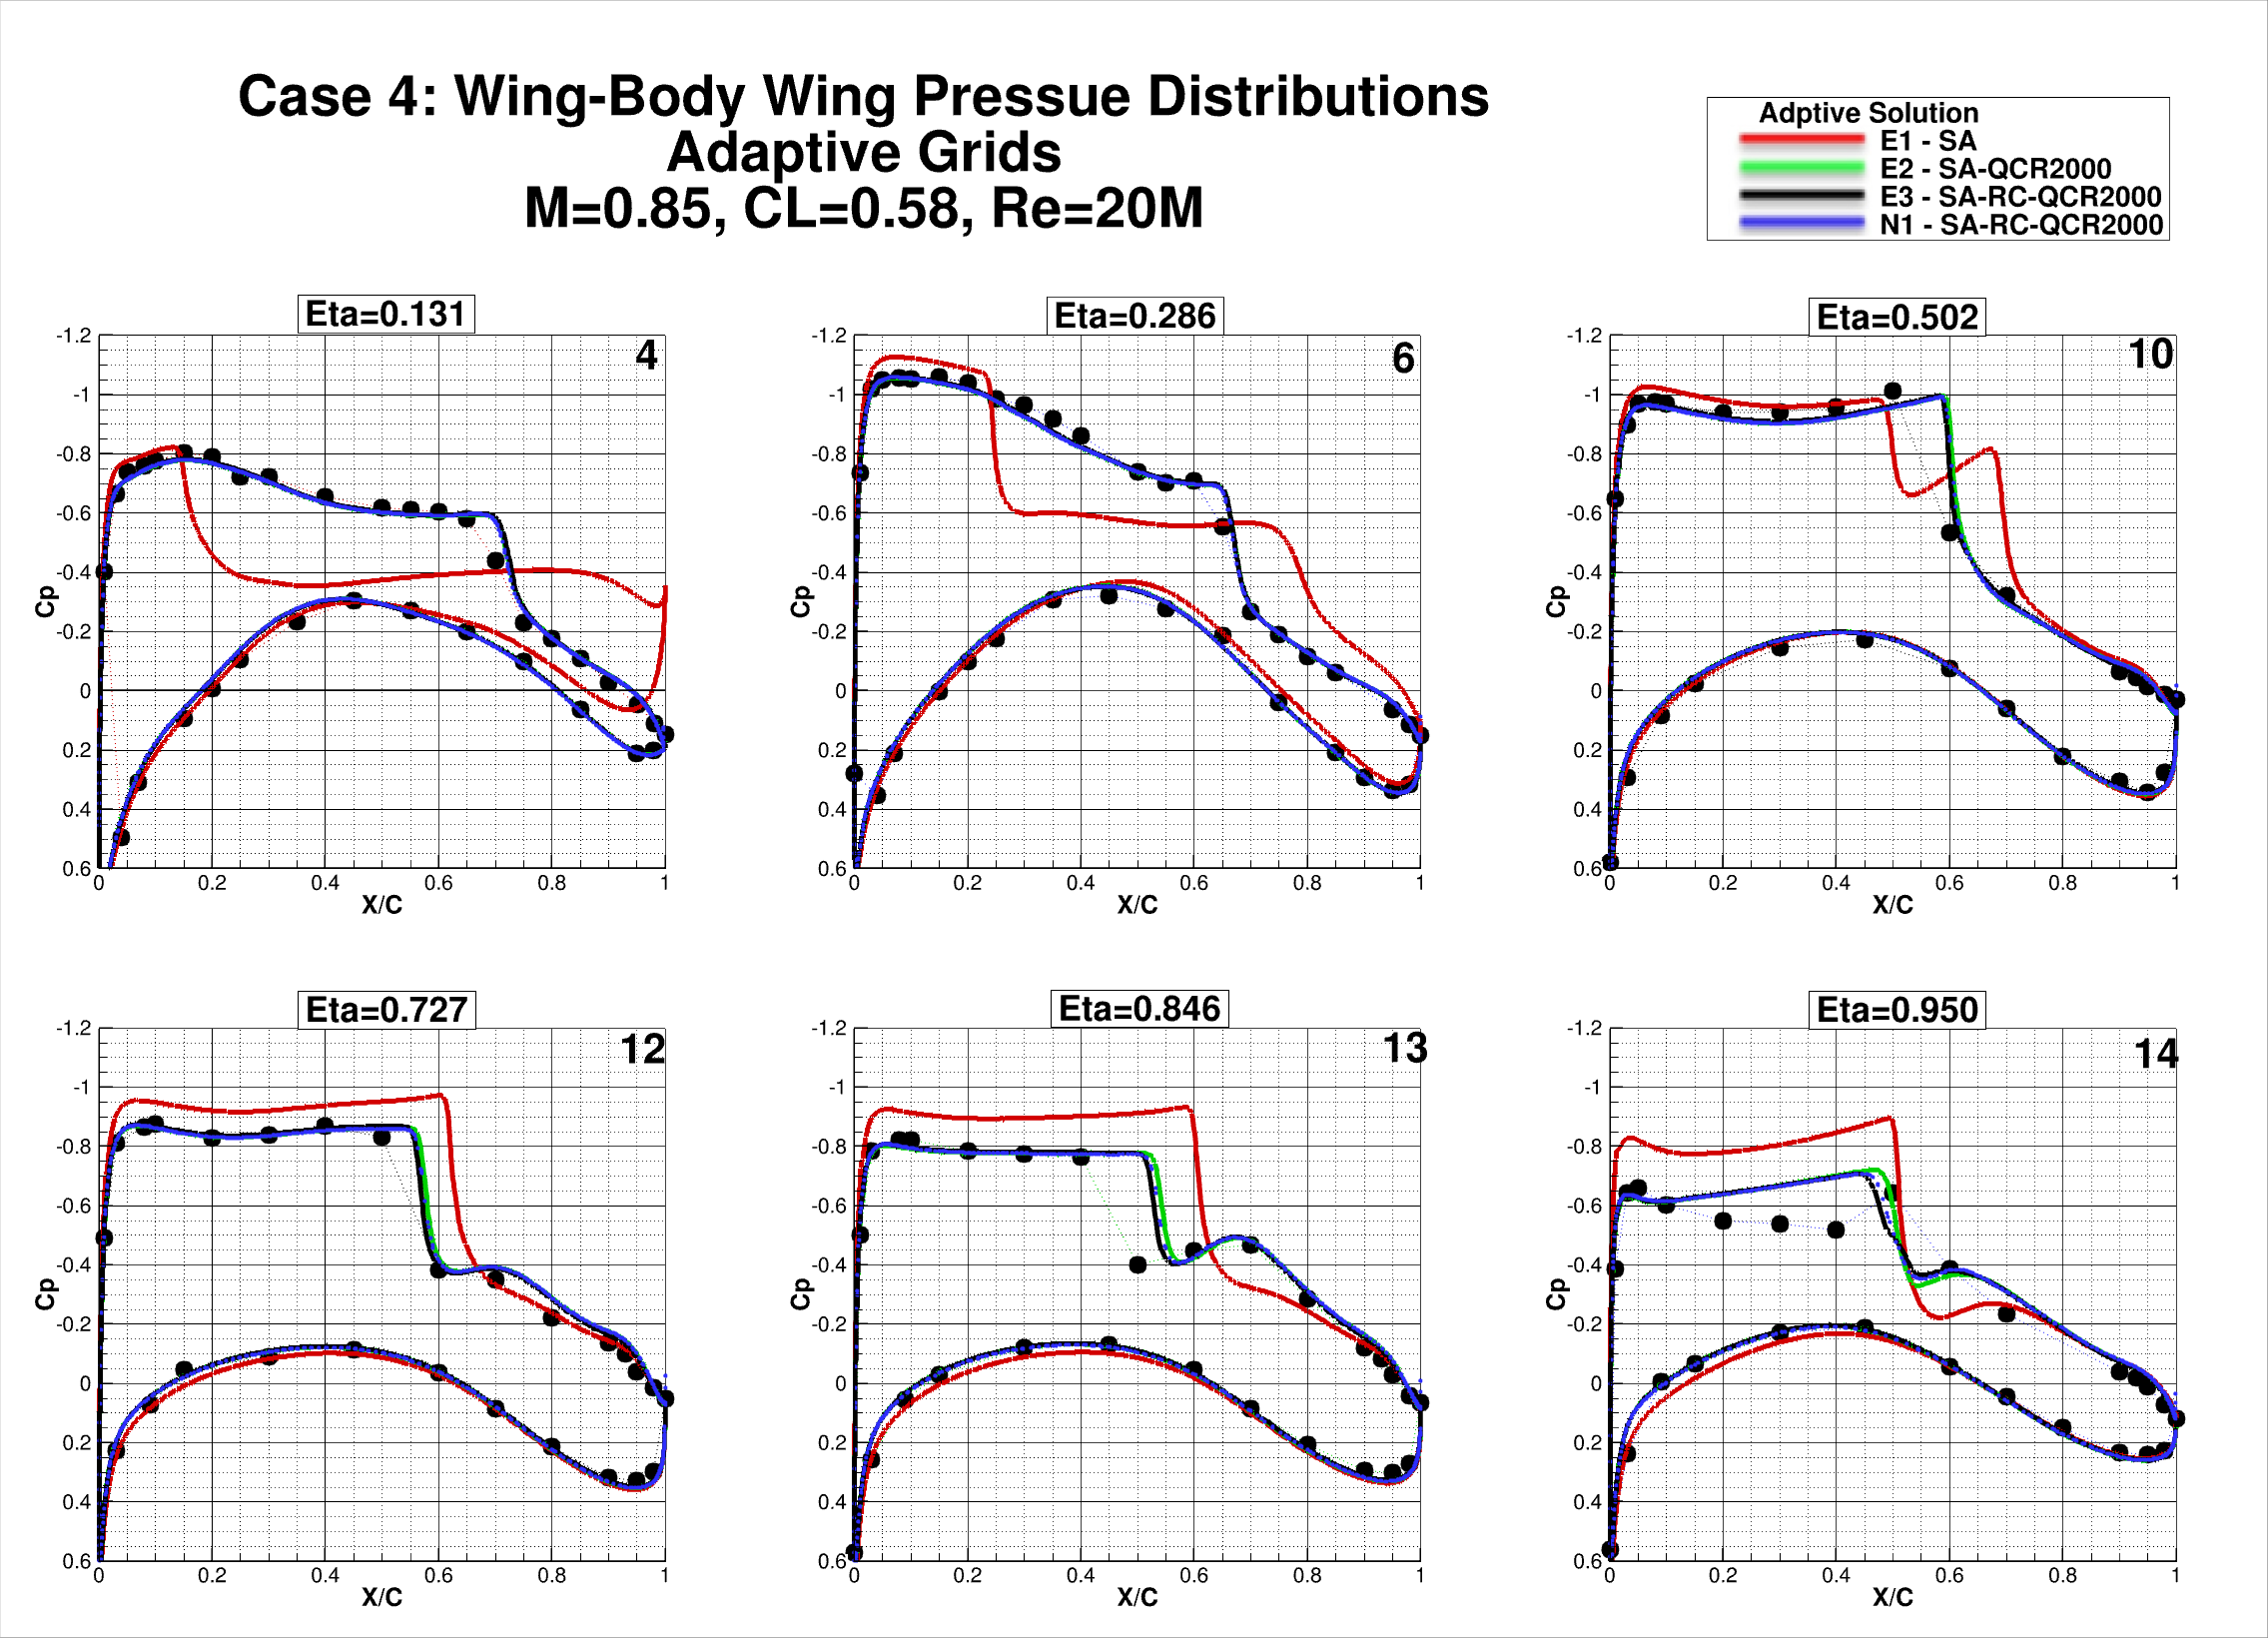 Case 4: Wing-Body Wing Pressue Distributions
Adaptive Grids
M=0.85, CL=0.58, Re=20M
Adptive Solution
E1 - SA
E2 - SA-QCR2000
E3 - SA-RC-QCR2000
N1 - SA-RC-QCR2000
Eta=0.131
4
-1.2
-1
-0.8
-0.6
-0.4
-0.2
0
0.2
0.4
0.6
Cp
0 0.2 0.4 0.6 0.8 1
X/C
Eta=0.286
6
-1.2
-1
-0.8
-0.6
-0.4
-0.2
0
0.2
0.4
0.6
Cp
0 0.2 0.4 0.6 0.8 1
X/C
Eta=0.502
10
-1.2
-1
-0.8
-0.6
-0.4
-0.2
0
0.2
0.4
0.6
Cp
0 0.2 0.4 0.6 0.8 1
X/C
Eta=0.727
12
-1.2
-1
-0.8
-0.6
-0.4
-0.2
0
0.2
0.4
0.6
Cp
0 0.2 0.4 0.6 0.8 1
X/C
Eta=0.846
13
-1.2
-1
-0.8
-0.6
-0.4
-0.2
0
0.2
0.4
0.6
Cp
0 0.2 0.4 0.6 0.8 1
X/C
Eta=0.950
14
-1.2
-1
-0.8
-0.6
-0.4
-0.2
0
0.2
0.4
0.6
Cp
0 0.2 0.4 0.6 0.8 1
X/C